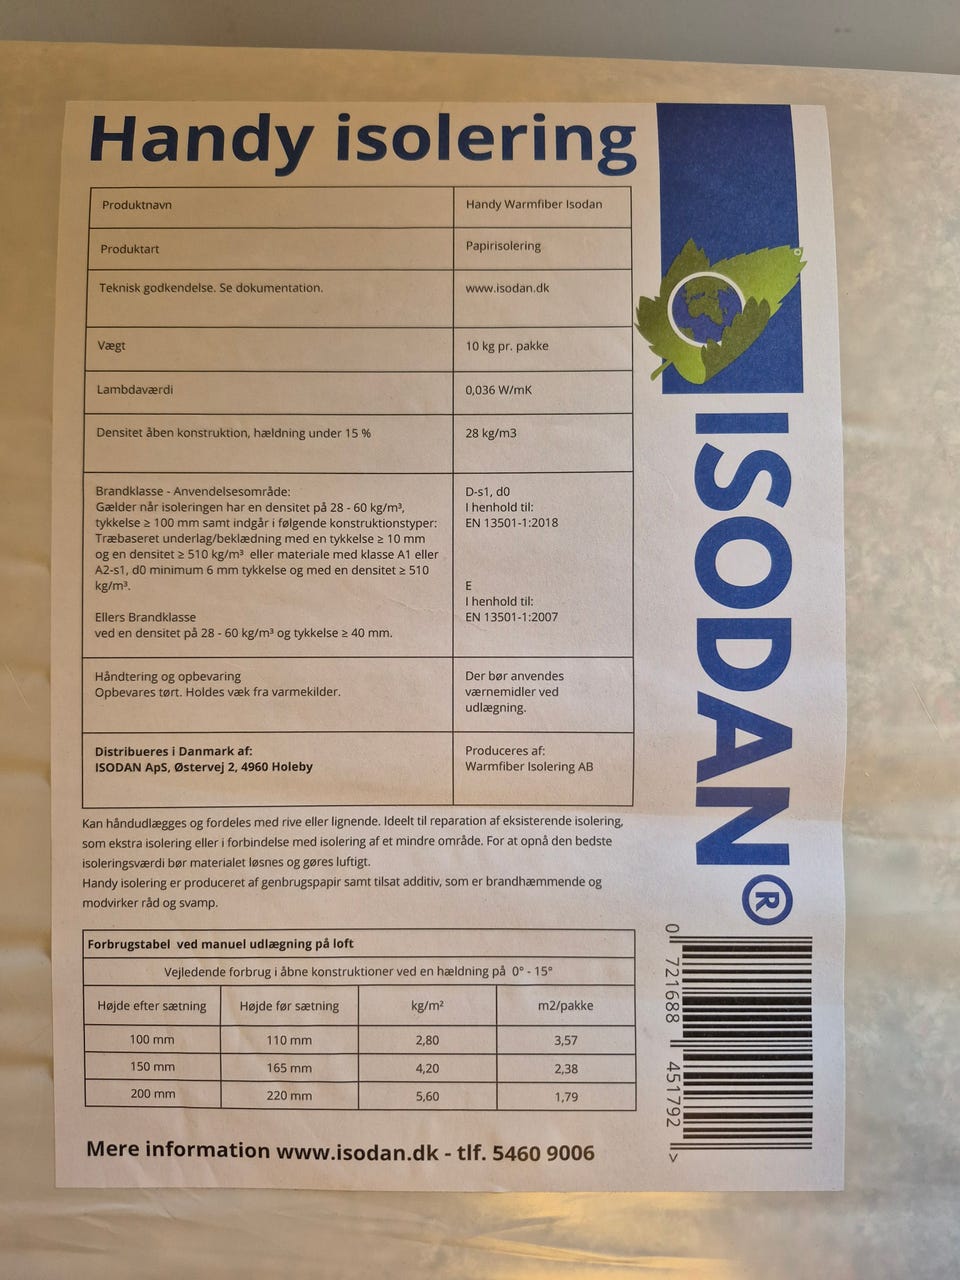 Handy isolering
Produktnavn
Handy Warmfiber Isodan
Produktart
Papirisolering
Teknisk godkendelse. Se dokumentation.
www.isodan.dk
Vægt
10 kg pr. pakke
Lambdaværdi
0,036 W/mK
Densitet åben konstruktion, hældning under 15 %
28 kg/m3
Brandklasse - Anvendelsesområde:
Gælder når isoleringen har en densitet på 28 - 60 kg/m³,
tykkelse ≥ 100 mm samt indgår i følgende konstruktionstyper:
Træbaseret underlag/beklædning med en tykkelse ≥ 10 mm
og en densitet ≥ 510 kg/m³ eller materiale med klasse A1 eller
A2-s1, d0 minimum 6 mm tykkelse og med en densitet ≥ 510
kg/m³.
Ellers Brandklasse
ved en densitet på 28 - 60 kg/m³ og tykkelse ≥ 40 mm.
D-s1, d0
I henhold til:
EN 13501-1:2018
E
I henhold til:
EN 13501-1:2007
Håndtering og opbevaring
Opbevares tørt. Holdes væk fra varmekilder.
Der bør anvendes
værnemidler ved
udlægning.
Distribueres i Danmark af:
ISODAN ApS, Østervej 2, 4960 Holeby
Produceres af:
Warmfiber Isolering AB
Kan håndudlægges og fordeles med rive eller lignende. Ideelt til reparation af eksisterende isolering,
som ekstra isolering eller i forbindelse med isolering af et mindre område. For at opnå den bedste
isoleringsværdi bør materialet løsnes og gøres luftigt.
Handy isolering er produceret af genbrugspapir samt tilsat additiv, som er brandhæmmende og
modvirker råd og svamp.
Forbrugstabel ved manuel udlægning på loft
Vejledende forbrug i åbne konstruktioner ved en hældning på 0° - 15°
Højde efter sætning Højde før sætning kg/m² m2/pakke
100 mm 110 mm 2,80 3,57
150 mm 165 mm 4,20 2,38
200 mm 220 mm 5,60 1,79
Mere information www.isodan.dk - tlf. 5460 9006
ISODAN®
0 721688 451792 >